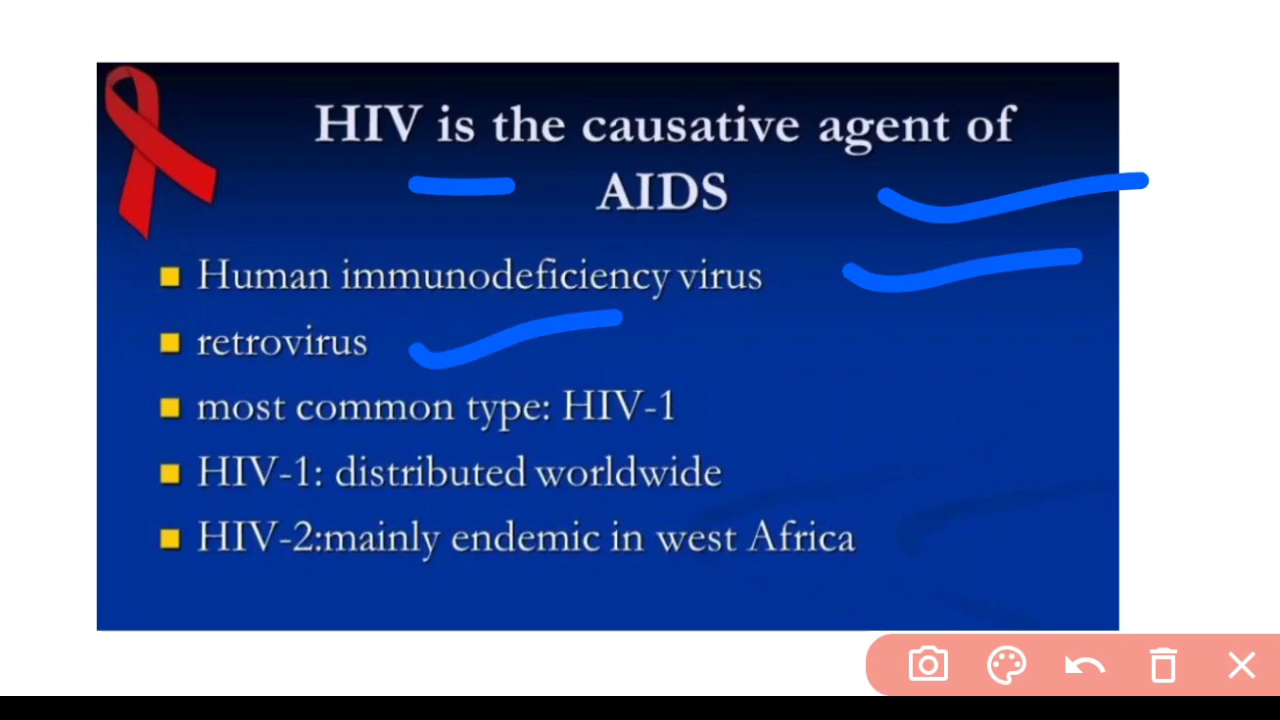 HIV is the causative agent of
AIDS
Human immunodeficiency virus
retrovirus
most common type: HIV-1
HIV-1: distributed worldwide
HIV-2:mainly endemic in west Africa